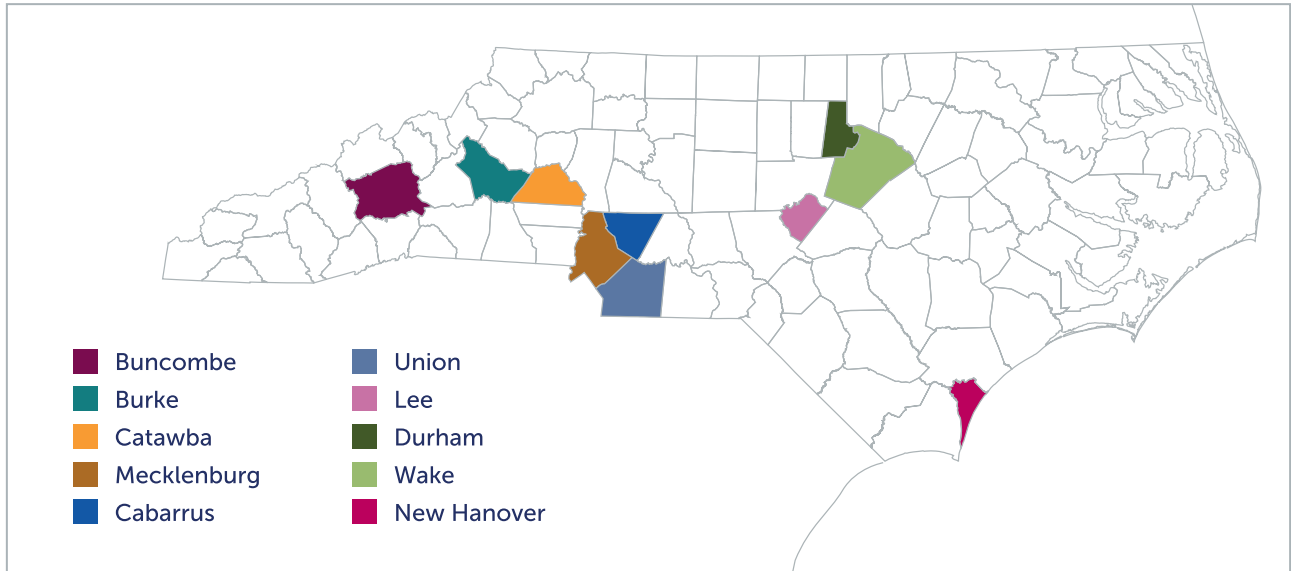 Buncombe
Burke
Catawba
Mecklenburg
Cabarrus
Union
Lee
Durham
Wake
New Hanover